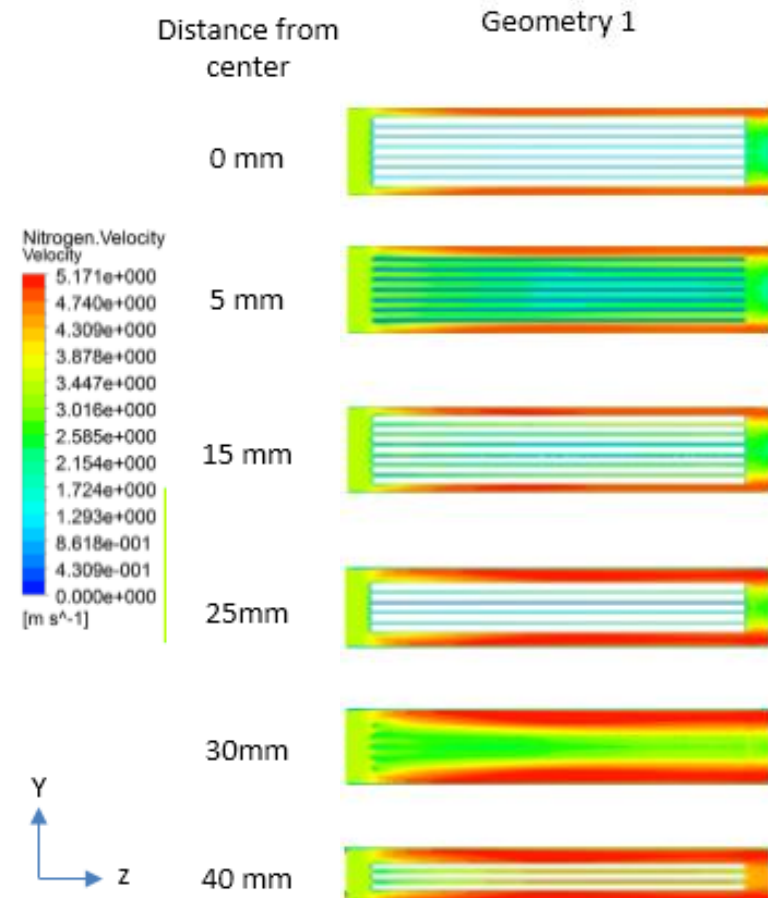 Distance from
center
Geometry 1
0 mm
Nitrogen.Velocity
Velocity
5.171e+000
4.740e+000
4.309e+000
3.878e+000
3.447e+000
3.016e+000
2.585e+000
2.154e+000
1.724e+000
1.293e+000
8.618e-001
4.309e-001
0.000e+000
[m s^-1]
5 mm
15 mm
25mm
30mm
40 mm
Y
Z